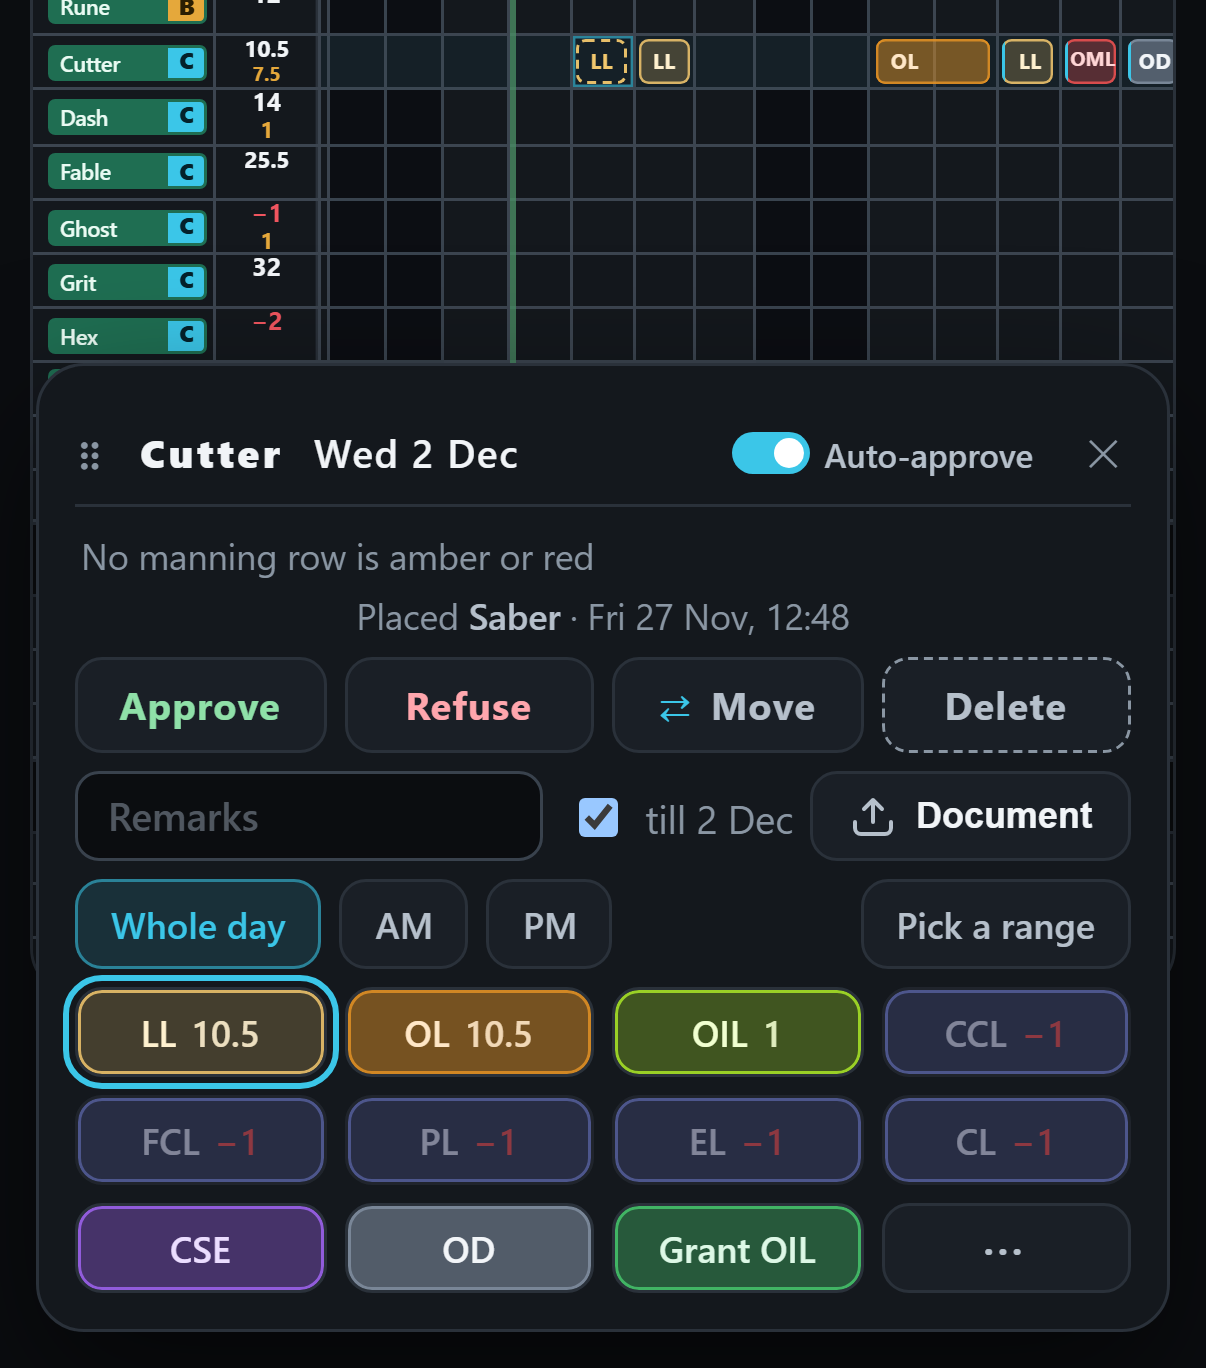 Rune B 12
Cutter C 10.5 LL LL OL LL OML OD
7.5
Dash C 14
1
Fable C 25.5
Ghost C −1
1
Grit C 32
Hex C −2
Cutter Wed 2 Dec Auto-approve
No manning row is amber or red
Placed Saber · Fri 27 Nov, 12:48
Approve Refuse Move Delete
Remarks till 2 Dec Document
Whole day AM PM Pick a range
LL 10.5 OL 10.5 OIL 1 CCL −1
FCL −1 PL −1 EL −1 CL −1
CSE OD Grant OIL ...